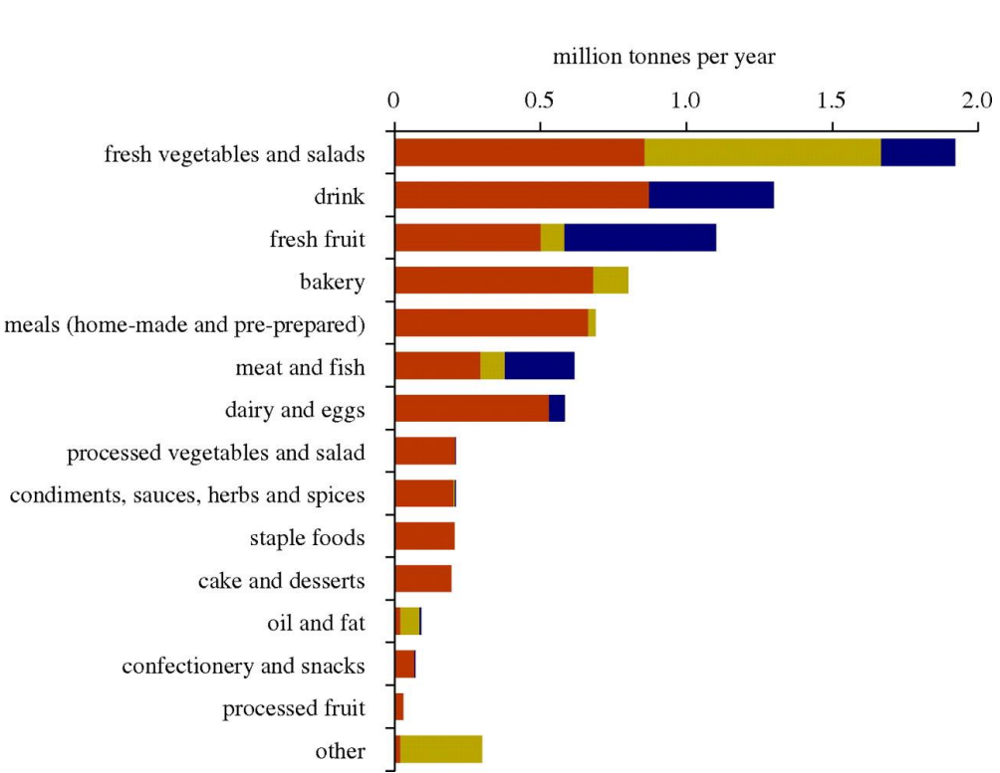 million tonnes per year
0 0.5 1.0 1.5 2.0
fresh vegetables and salads
drink
fresh fruit
bakery
meals (home-made and pre-prepared)
meat and fish
dairy and eggs
processed vegetables and salad
condiments, sauces, herbs and spices
staple foods
cake and desserts
oil and fat
confectionery and snacks
processed fruit
other